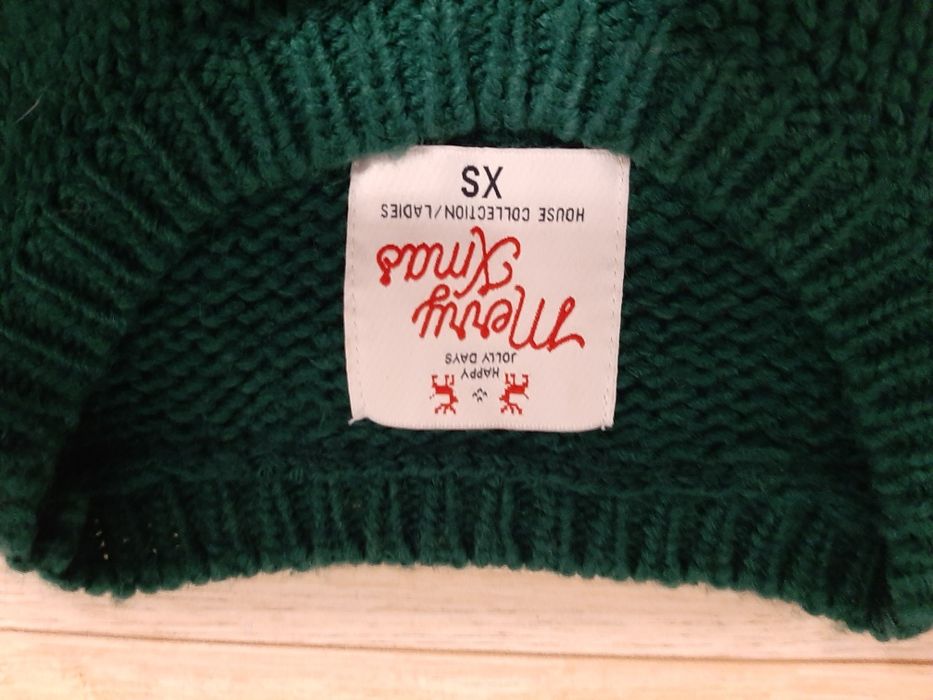 HAPPY
JOLLY DAYS
Merry
Xmas
HOUSE COLLECTION/LADIES
XS